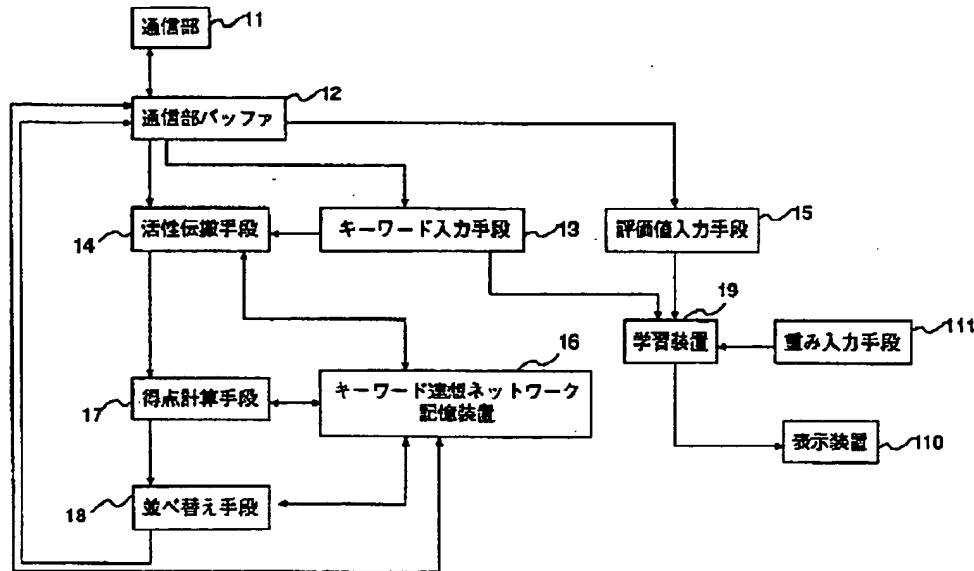 通信部
11
12
通信部バッファ
活性伝搬手段
14
キーワード入力手段
13
評価値入力手段
15
19
学習装置
重み入力手段
111
16
キーワード連想ネットワーク
記憶装置
得点計算手段
17
表示装置
110
並べ替え手段
18